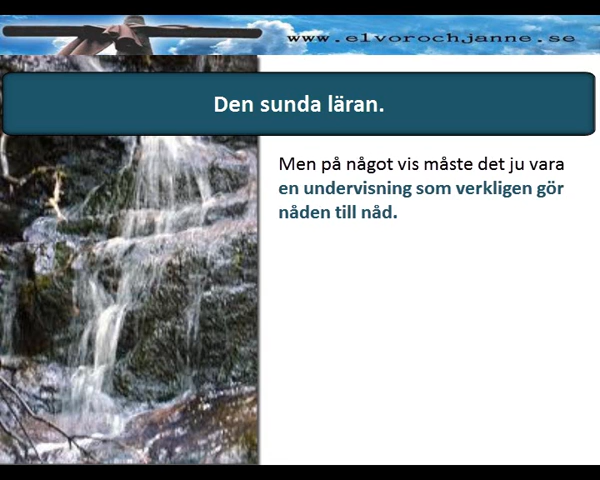 www.elvorochjanne.se
Den sunda läran.
Men på något vis måste det ju vara
en undervisning som verkligen gör
nåden till nåd.